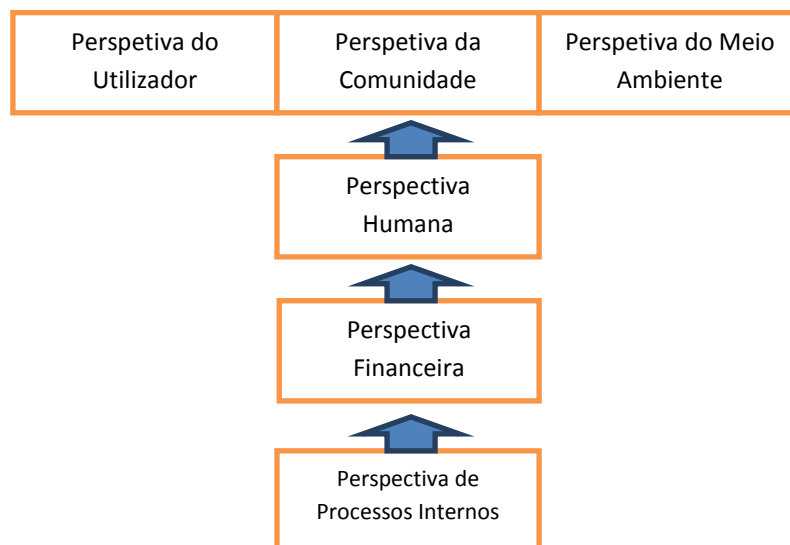 Perspetiva do
Utilizador
Perspetiva da
Comunidade
Perspetiva do Meio
Ambiente
Perspectiva
Humana
Perspectiva
Financeira
Perspectiva de
Processos Internos